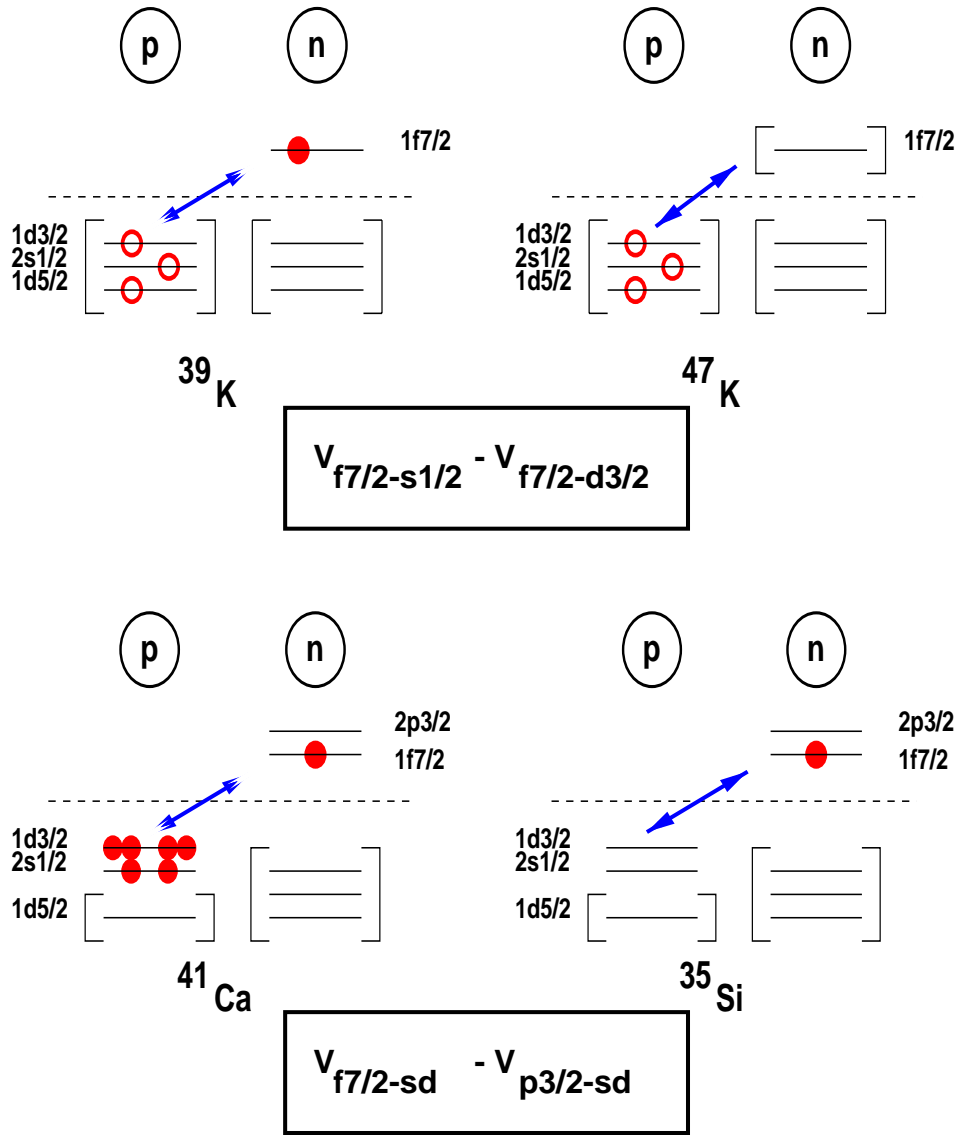 p n p n
1f7/2 1f7/2
1d3/2 1d3/2
2s1/2 2s1/2
1d5/2 1d5/2
39K 47K
Vf7/2-s1/2 - Vf7/2-d3/2
p n p n
2p3/2 2p3/2
1f7/2 1f7/2
1d3/2 1d3/2
2s1/2 2s1/2
1d5/2 1d5/2
41Ca 35Si
Vf7/2-sd - Vp3/2-sd